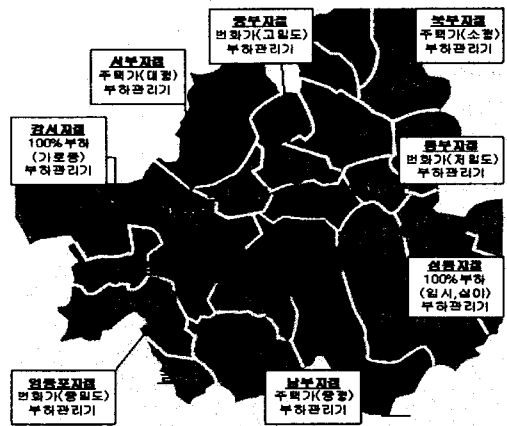 중부지점
번화가(고밀도)
부하관리기
북부지점
주택가(소평)
부하관리기
서부지점
주택가(대평)
부하관리기
강서지점
100%부하
(가로등)
부하관리기
동부지점
번화가(저밀도)
부하관리기
성동지점
100%부하
(임시,심야)
부하관리기
영등포지점
번화가(중밀도)
부하관리기
남부지점
주택가(중평)
부하관리기